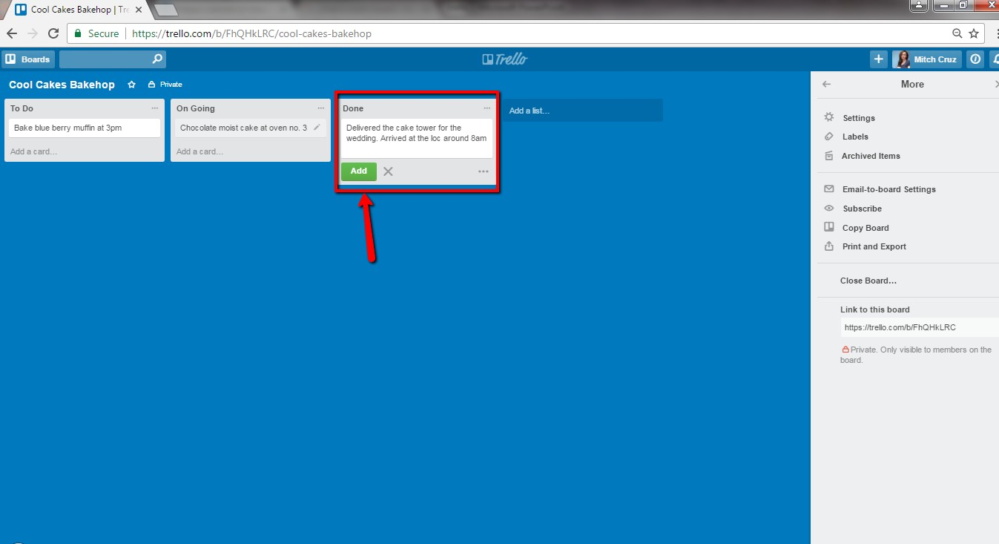 Cool Cakes Bakehop | Tre
Secure
https://trello.com/b/FhQHkLRC/cool-cakes-bakehop
Boards
Trello
Mitch Cruz
Cool Cakes Bakehop
Private
To Do
Bake blue berry muffin at 3pm
Add a card...
On Going
Chocolate moist cake at oven no. 3
Add a card...
Done
Delivered the cake tower for the
wedding. Arrived at the loc around 8am
Add
Add a list...
More
Settings
Labels
Archived Items
Email-to-board Settings
Subscribe
Copy Board
Print and Export
Close Board...
Link to this board
https://trello.com/b/FhQHkLRC
Private. Only visible to members on the
board.